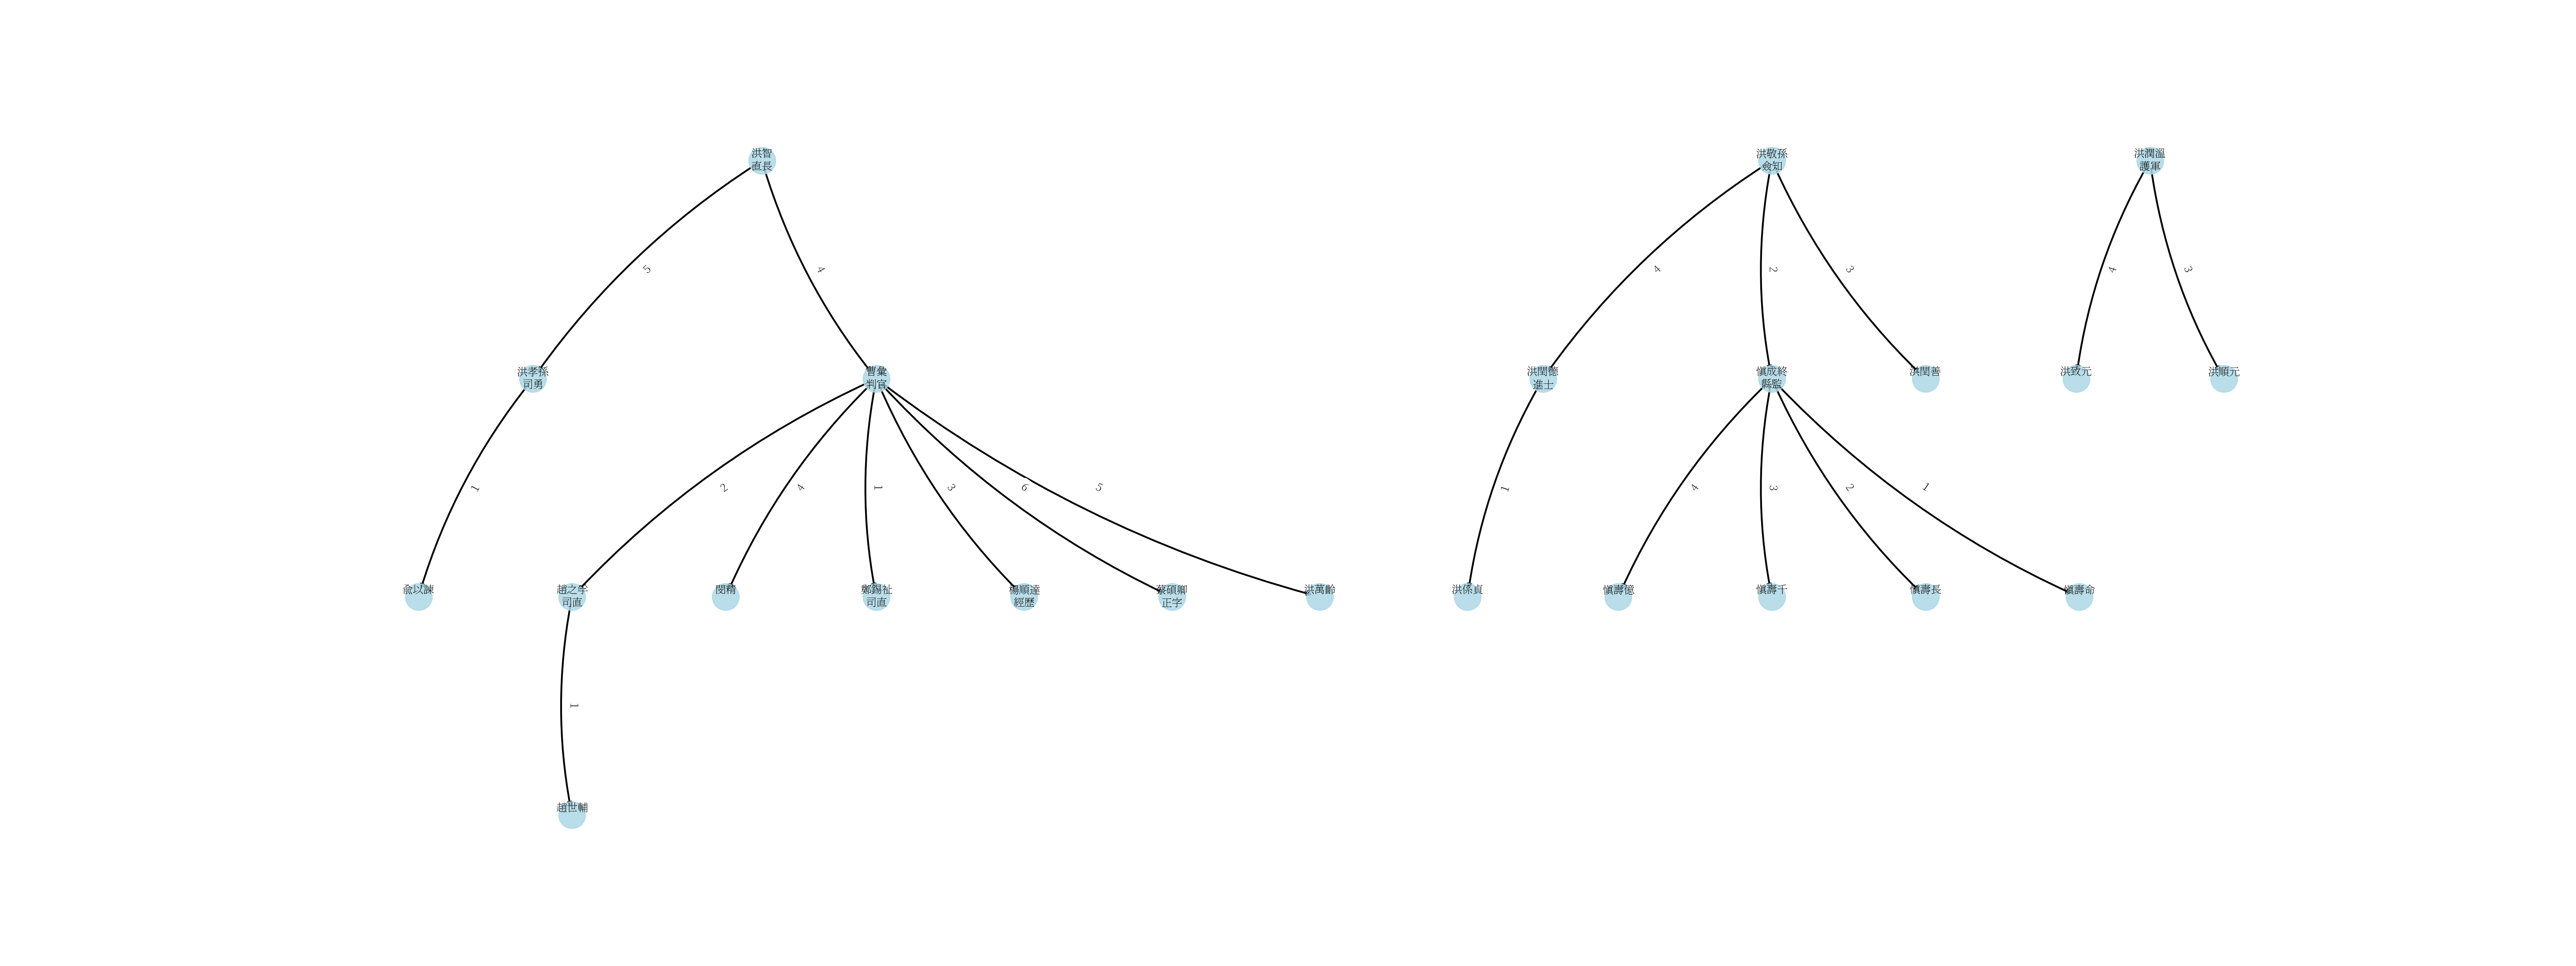 洪智
直長
洪敬孫
僉知
洪潤溫
護軍
5
4
4
2
3
4
3
洪孝孫
司勇
曹彙
判官
洪閏德
進士
愼成終
縣監
洪閏善
洪致元
洪順元
1
2
4
1
3
6
5
1
4
3
2
1
兪以諫
趙之孝
司直
閔精
鄭錫祉
司直
楊順達
經歷
蔡碩卿
正字
洪萬齡
洪係貞
愼壽億
愼壽千
愼壽長
愼壽命
1
趙世輔